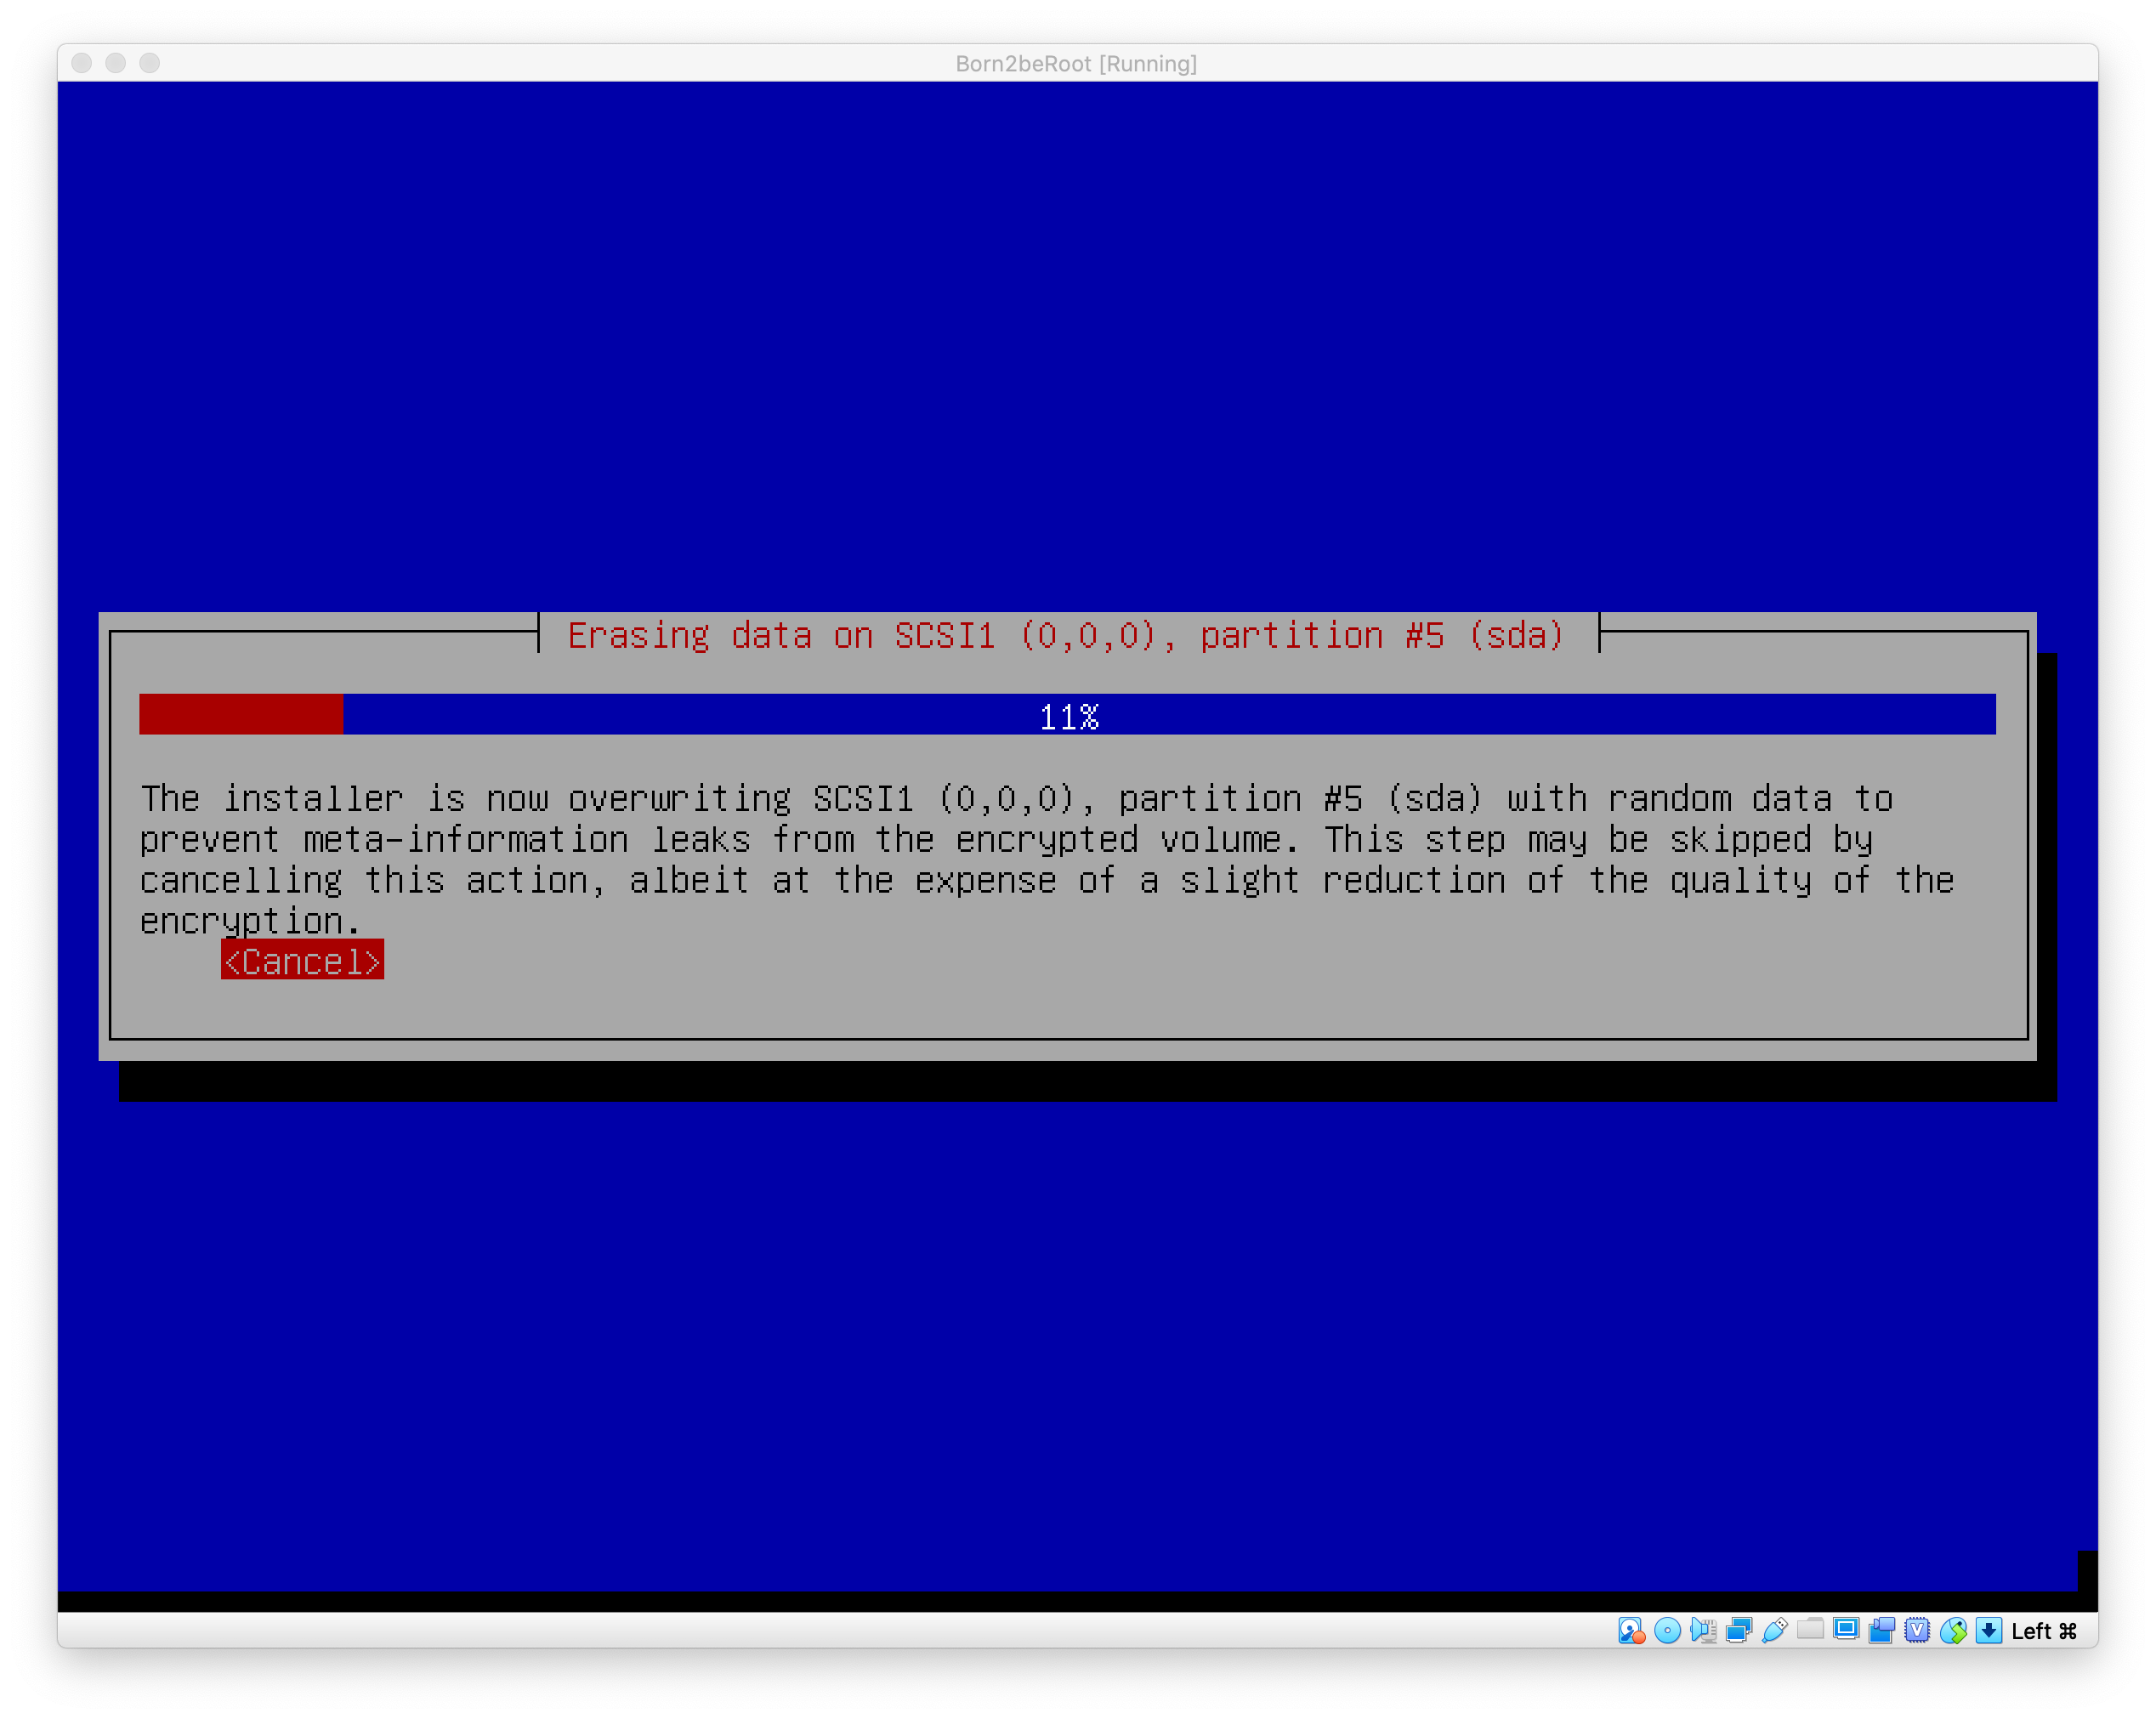 Born2beRoot [Running]
Erasing data on SCSI1 (0,0,0), partition #5 (sda)
11%
The installer is now overwriting SCSI1 (0,0,0), partition #5 (sda) with random data to
prevent meta-information leaks from the encrypted volume. This step may be skipped by
cancelling this action, albeit at the expense of a slight reduction of the quality of the
encryption.
<Cancel>
Left ⌘